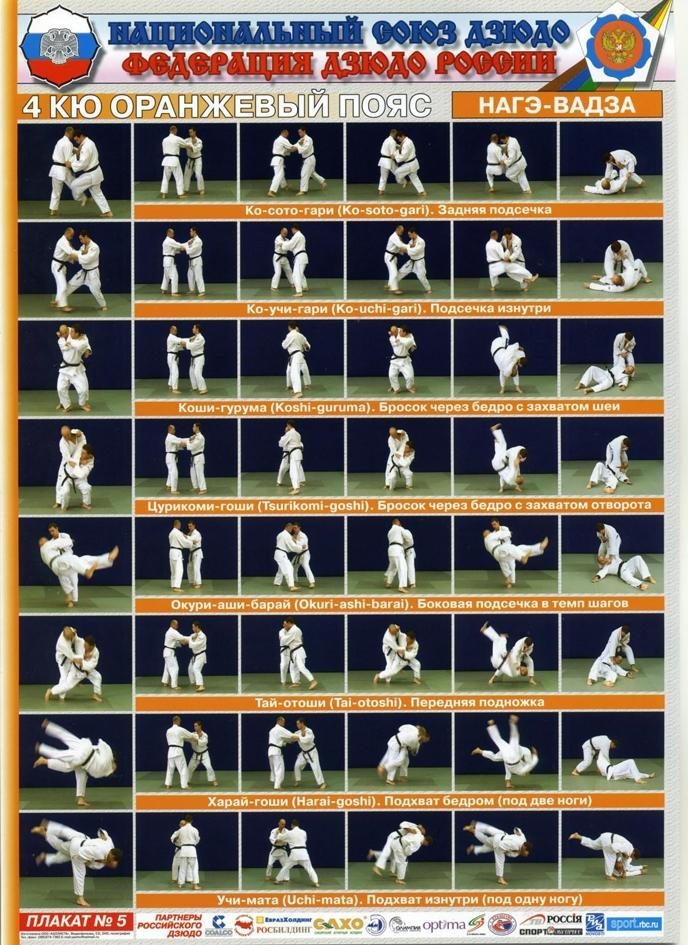 НАЦИОНАЛЬНЫЙ СОЮЗ ДЗЮДО
ФЕДЕРАЦИЯ ДЗЮДО РОССИИ
4 КЮ ОРАНЖЕВЫЙ ПОЯС
НАГЭ-ВАДЗА
Ко-сото-гари (Ko-soto-gari). Задняя подсечка
Ко-учи-гари (Ko-uchi-gari). Подсечка изнутри
Коши-гурума (Koshi-guruma). Бросок через бедро с захватом шеи
Цурикоми-гоши (Tsurikomi-goshi). Бросок через бедро с захватом отворота
Окури-аши-барай (Okuri-ashi-barai). Боковая подсечка в темп шагов
Тай-отоши (Tai-otoshi). Передняя подножка
Харай-гоши (Harai-goshi). Подхват бедром (под две ноги)
Учи-мата (Uchi-mata). Подхват изнутри (под одну ногу)
ПЛАКАТ № 5
ПАРТНЕРЫ
РОССИЙСКОГО
ДЗЮДО
СОАЛСО
ЕВРАЗХОЛДИНГ
РОСБИЛДИНГ
САХО
optima
РОССІЯ
СПОРТ
sport.rbc.ru